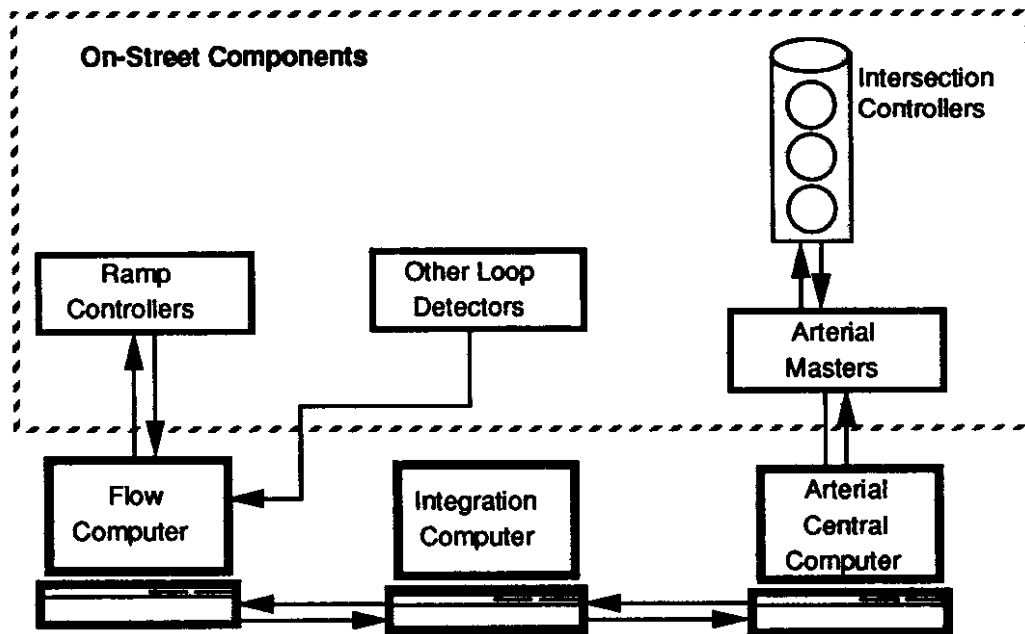 On-Street Components
Intersection
Controllers
Ramp
Controllers
Other Loop
Detectors
Arterial
Masters
Flow
Computer
Integration
Computer
Arterial
Central
Computer